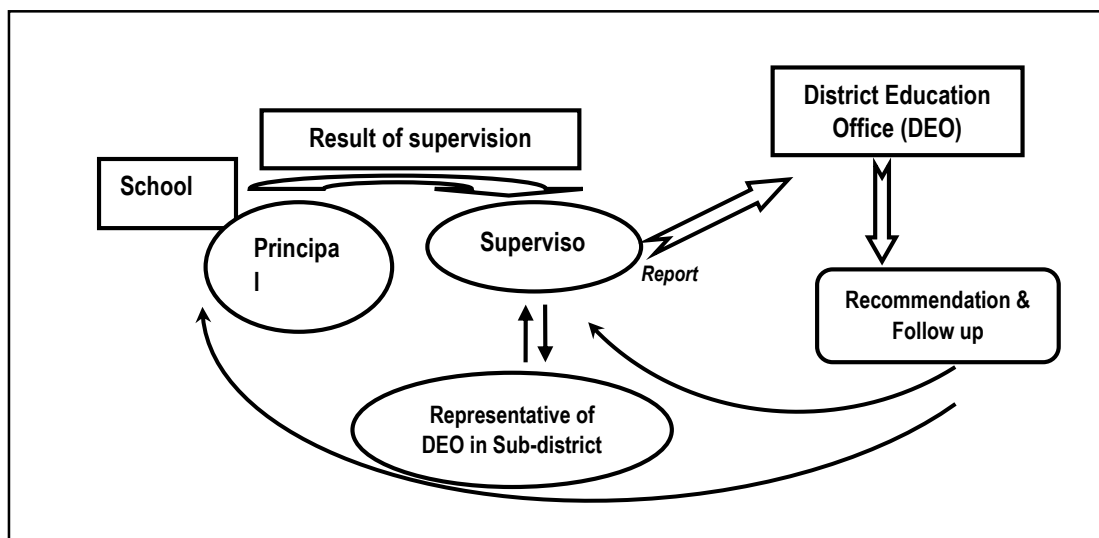 District Education
Office (DEO)
Result of supervision
School
Principa
l
Superviso
Report
Recommendation &
Follow up
Representative of
DEO in Sub-district